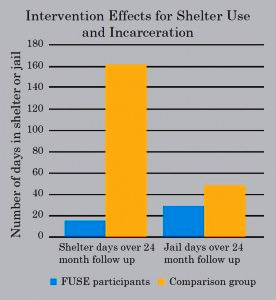 Intervention Effects for Shelter Use
and Incarceration
Number of days in shelter or jail
180
160
140
120
100
80
60
40
20
0
Shelter days over 24
month follow up
Jail days over 24
month follow up
FUSE participants
Comparison group